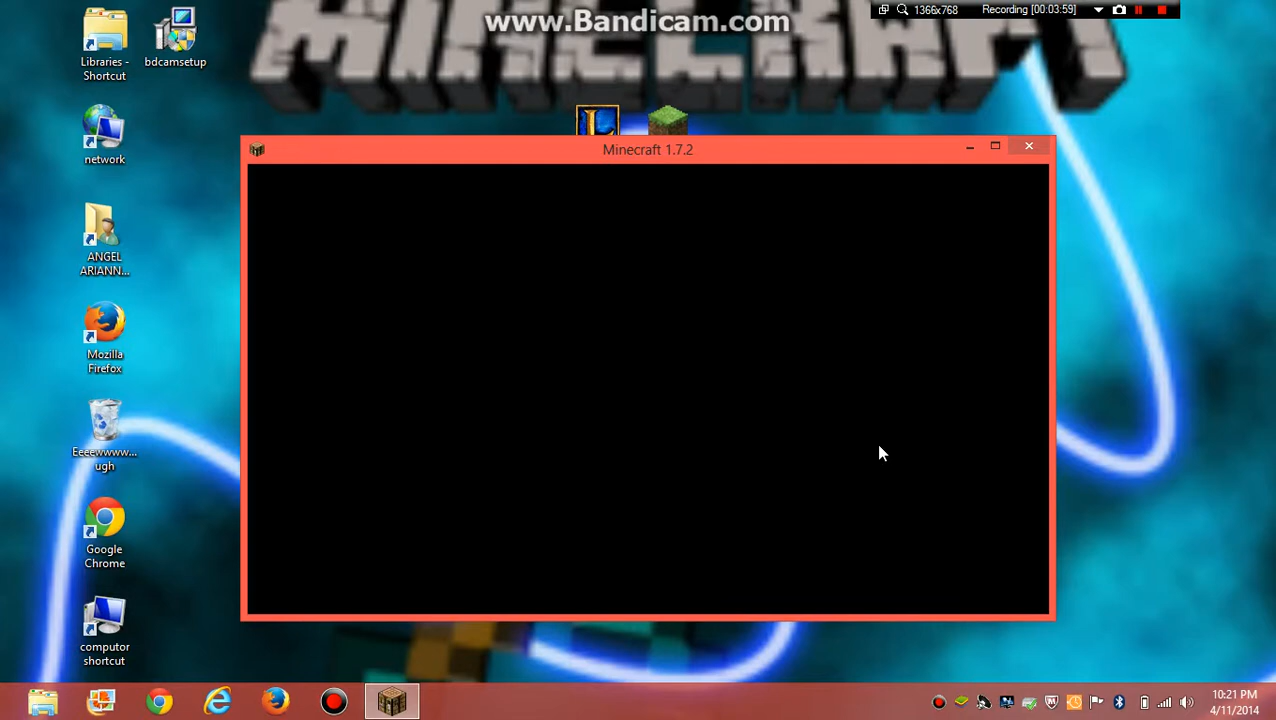 www.Bandicam.com
1366x768
Recording [00:03:59]
MINECRAFT
Libraries -
Shortcut
bdcamsetup
network
ANGEL
ARIANN...
Mozilla
Firefox
Eeeewwww...
ugh
Google
Chrome
computor
shortcut
L
Minecraft 1.7.2
10:21 PM
4/11/2014